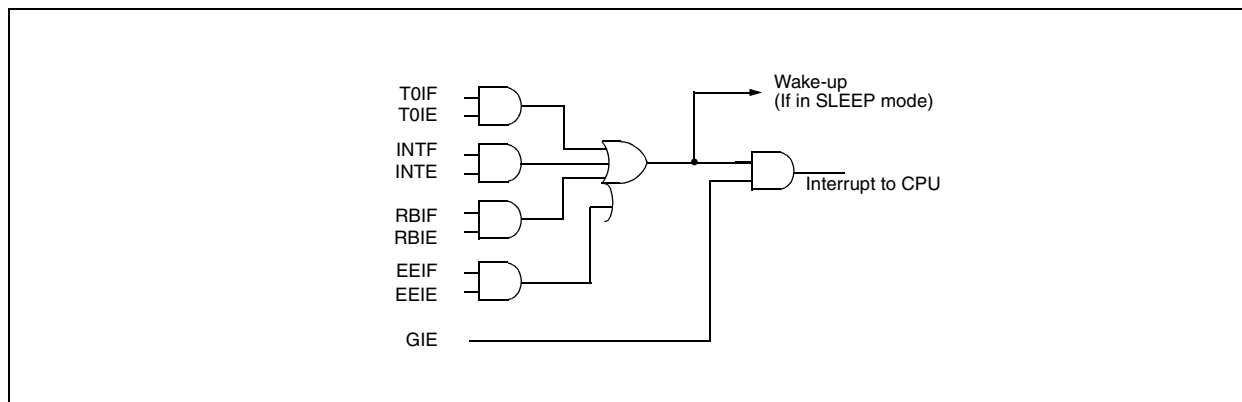 T0IF
T0IE
INTF
INTE
RBIF
RBIE
EEIF
EEIE
GIE
Wake-up
(If in SLEEP mode)
Interrupt to CPU